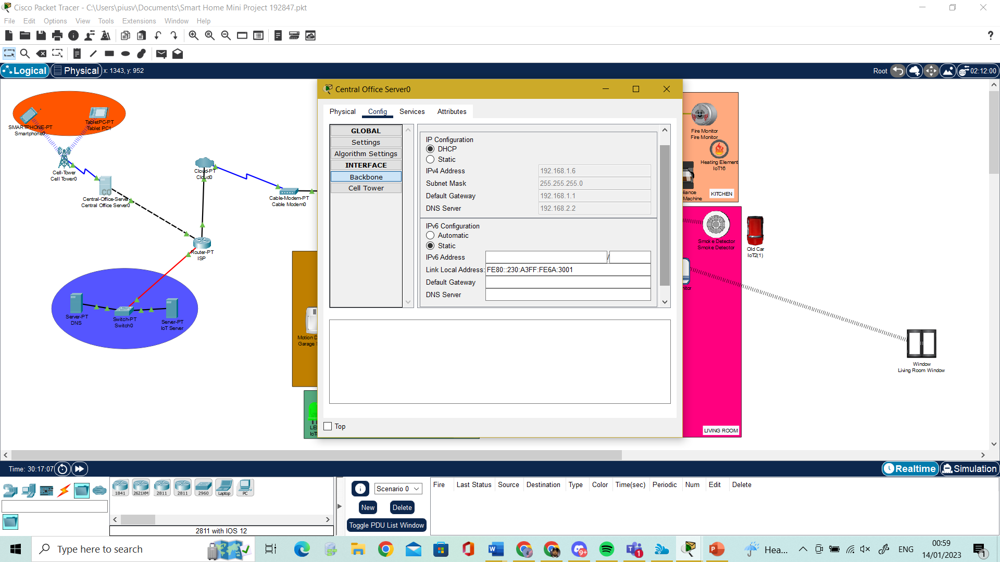 Cisco Packet Tracer - C:\Users\piusv\Documents\Smart Home Mini Project 192847.pkt
File Edit Options View Tools Extensions Window Help
?
Logical Physical x: 1343, y: 952 Root 02:12:00
SMARTPHONE-PT
Smartphone0
TabletPC-PT
Tablet PC1
Cell-Tower
Cell Tower0
CO
Central-Office-Server
Central Office Server0
Cloud-PT
Cloud0
Cable-Modem-PT
Cable Modem0
Router-PT
ISP
Server-PT
DNS
Switch-PT
Switch0
Server-PT
IoT Server
Motion D
Garage
LE
IoT
Central Office Server0
Physical Config Services Attributes
GLOBAL
Settings
Algorithm Settings
INTERFACE
Backbone
Cell Tower
IP Configuration
DHCP
Static
IPv4 Address 192.168.1.6
Subnet Mask 255.255.255.0
Default Gateway 192.168.1.1
DNS Server 192.168.2.2
IPv6 Configuration
Automatic
Static
IPv6 Address /
Link Local Address: FE80::230:A3FF:FE6A:3001
Default Gateway
DNS Server
Top
Fire Monitor
Fire Monitor
Heating Element
IoT16
liance
Machine
KITCHEN
Smoke Detector
Smoke Detector
Old Car
IoT2(1)
nitor
Window
Living Room Window
LIVING ROOM
Time: 30:17:07 Realtime Simulation
1841 2621XM 2811 2811 2960 Laptop PC
2811 with IOS 12
Scenario 0
New Delete
Toggle PDU List Window
Fire Last Status Source Destination Type Color Time(sec) Periodic Num Edit Delete
Type here to search
9+
1
Hea...
ENG
00:59
14/01/2023
1